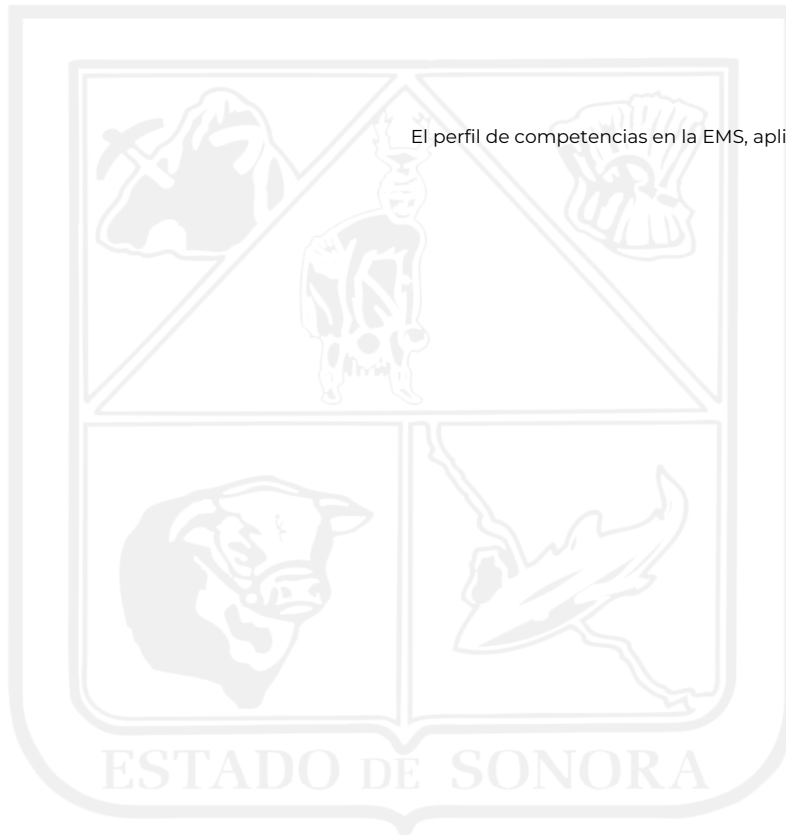 El perfil de competencias en la EMS, apli
ESTADO DE SONORA